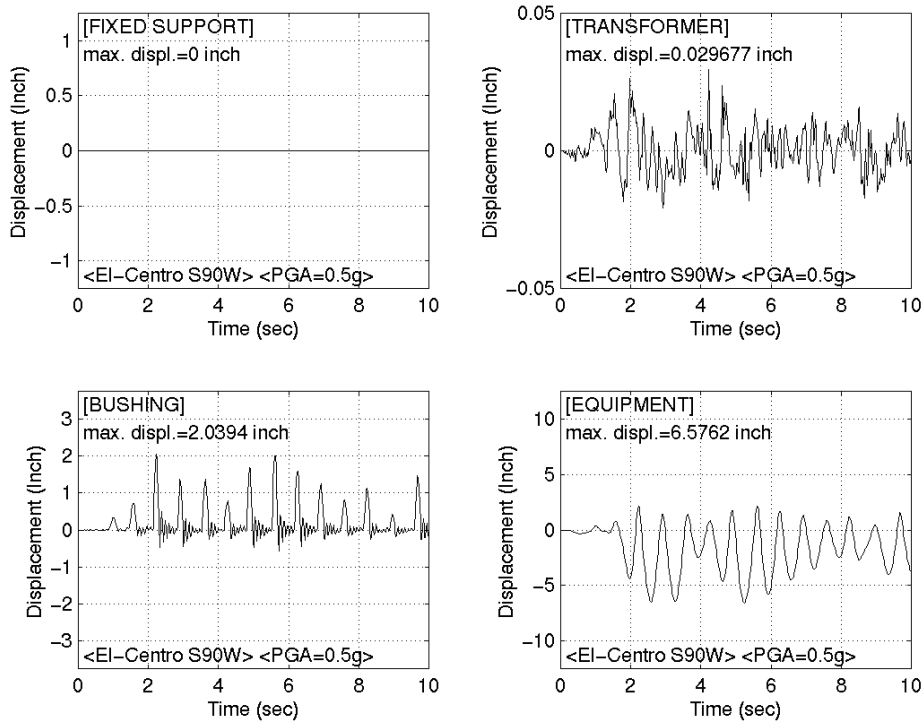 [FIXED SUPPORT]
max. displ.=0 inch
1
0.5
0
−0.5
−1
Displacement (Inch)
<El−Centro S90W> <PGA=0.5g>
0 2 4 6 8 10
Time (sec)
[TRANSFORMER]
max. displ.=0.029677 inch
0.05
0
−0.05
Displacement (Inch)
<El−Centro S90W> <PGA=0.5g>
0 2 4 6 8 10
Time (sec)
[BUSHING]
max. displ.=2.0394 inch
3
2
1
0
−1
−2
−3
Displacement (Inch)
<El−Centro S90W> <PGA=0.5g>
0 2 4 6 8 10
Time (sec)
[EQUIPMENT]
max. displ.=6.5762 inch
10
5
0
−5
−10
Displacement (Inch)
<El−Centro S90W> <PGA=0.5g>
0 2 4 6 8 10
Time (sec)